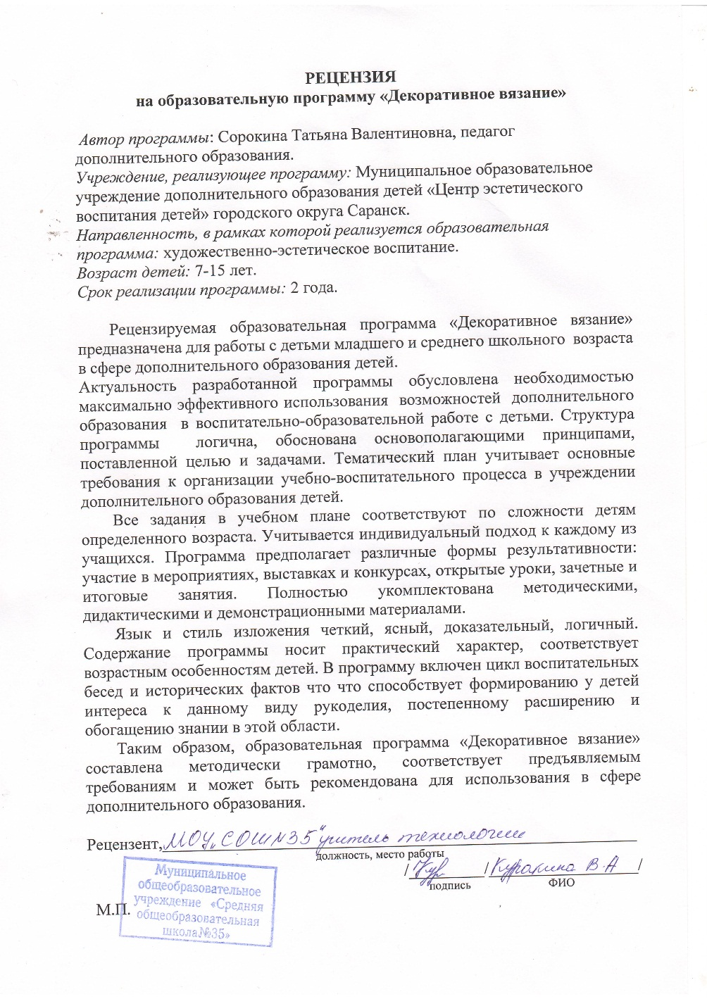 РЕЦЕНЗИЯ
на образовательную программу «Декоративное вязание»
Автор программы: Сорокина Татьяна Валентиновна, педагог
дополнительного образования.
Учреждение, реализующее программу: Муниципальное образовательное
учреждение дополнительного образования детей «Центр эстетического
воспитания детей» городского округа Саранск.
Направленность, в рамках которой реализуется образовательная
программа: художественно-эстетическое воспитание.
Возраст детей: 7-15 лет.
Срок реализации программы: 2 года.
Рецензируемая образовательная программа «Декоративное вязание»
предназначена для работы с детьми младшего и среднего школьного возраста
в сфере дополнительного образования детей.
Актуальность разработанной программы обусловлена необходимостью
максимально эффективного использования возможностей дополнительного
образования в воспитательно-образовательной работе с детьми. Структура
программы логична, обоснована основополагающими принципами,
поставленной целью и задачами. Тематический план учитывает основные
требования к организации учебно-воспитательного процесса в учреждении
дополнительного образования детей.
Все задания в учебном плане соответствуют по сложности детям
определенного возраста. Учитывается индивидуальный подход к каждому из
учащихся. Программа предполагает различные формы результативности:
участие в мероприятиях, выставках и конкурсах, открытые уроки, зачетные и
итоговые занятия. Полностью укомплектована методическими,
дидактическими и демонстрационными материалами.
Язык и стиль изложения четкий, ясный, доказательный, логичный.
Содержание программы носит практический характер, соответствует
возрастным особенностям детей. В программу включен цикл воспитательных
бесед и исторических фактов что что способствует формированию у детей
интереса к данному виду рукоделия, постепенному расширению и
обогащению знании в этой области.
Таким образом, образовательная программа «Декоративное вязание»
составлена методически грамотно, соответствует предъявляемым
требованиям и может быть рекомендована для использования в сфере
дополнительного образования.
Рецензент, МОУ „СОШ №35" учитель технологии
должность, место работы
/ Кур / Куракина В.А /
подпись ФИО
Муниципальное
общеобразовательное
учреждение «Средняя
общеобразовательная
школа№35»
М.П.